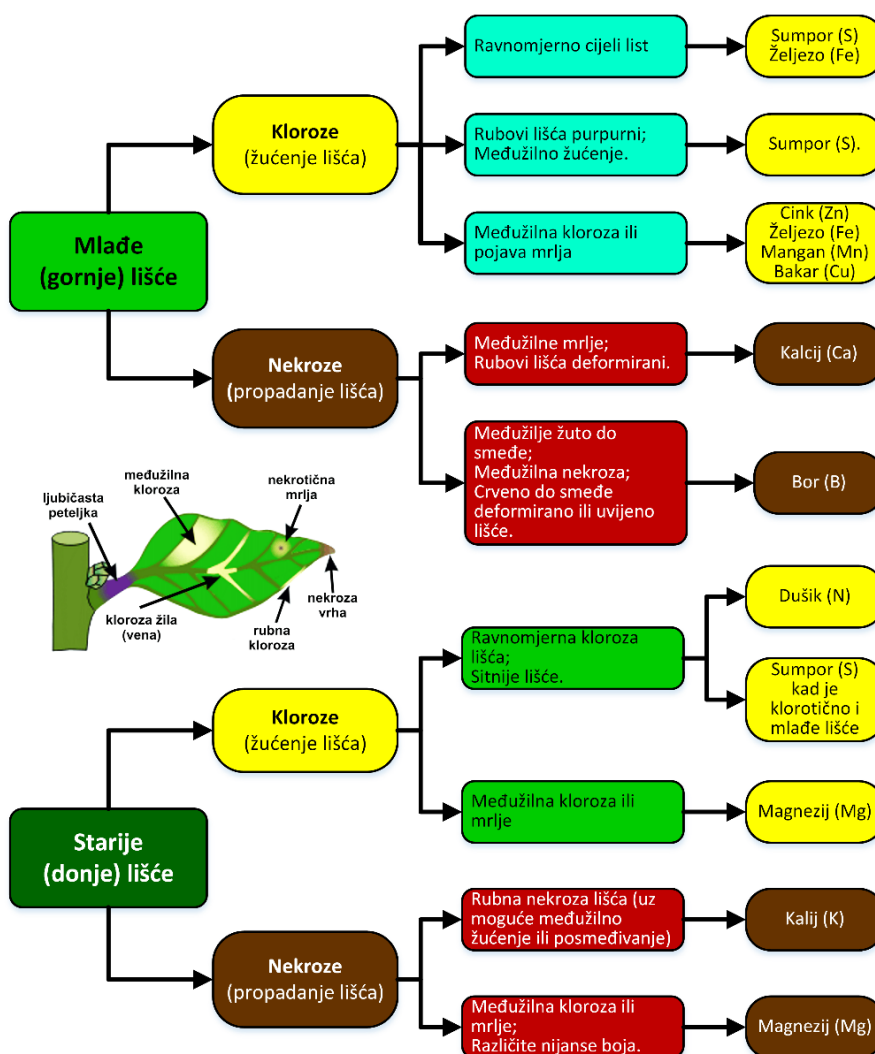 Mlađe
(gornje) lišće
Kloroze
(žućenje lišća)
Ravnomjerno cijeli list
Sumpor (S)
Željezo (Fe)
Rubovi lišća purpurni;
Međužilno žućenje.
Sumpor (S).
Međužilna kloroza ili
pojava mrlja
Cink (Zn)
Željezo (Fe)
Mangan (Mn)
Bakar (Cu)
Nekroze
(propadanje lišća)
Međužilne mrlje;
Rubovi lišća deformirani.
Kalcij (Ca)
Međužilje žuto do
smeđe;
Međužilna nekroza;
Crveno do smeđe
deformirano ili uvijeno
lišće.
Bor (B)
ljubičasta
peteljka
međužilna
kloroza
nekrotična
mrlja
kloroza žila
(vena)
rubna
kloroza
nekroza
vrha
Starije
(donje) lišće
Kloroze
(žućenje lišća)
Ravnomjerna kloroza
lišća;
Sitnije lišće.
Dušik (N)
Sumpor (S)
kad je
klorotično i
mlađe lišće
Međužilna kloroza ili
mrlje
Magnezij (Mg)
Nekroze
(propadanje lišća)
Rubna nekroza lišća (uz
moguće međužilno
žućenje ili posmeđivanje)
Kalij (K)
Međužilna kloroza ili
mrlje;
Različite nijanse boja.
Magnezij (Mg)